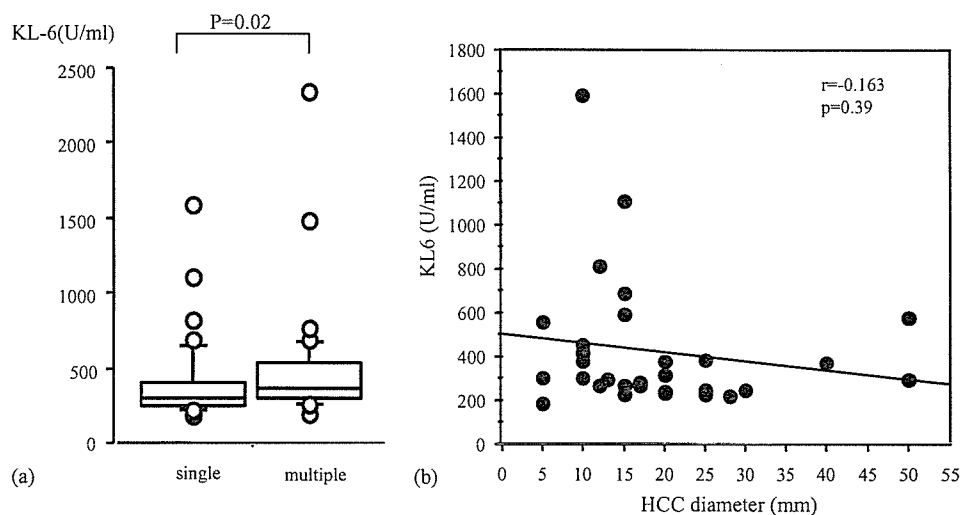 P=0.02
KL-6(U/ml)
2500
2000
1500
1000
500
0
single
multiple
(a)
1800
1600
1400
1200
1000
800
600
400
200
0
KL6 (U/ml)
r=-0.163
p=0.39
0 5 10 15 20 25 30 35 40 45 50 55
HCC diameter (mm)
(b)